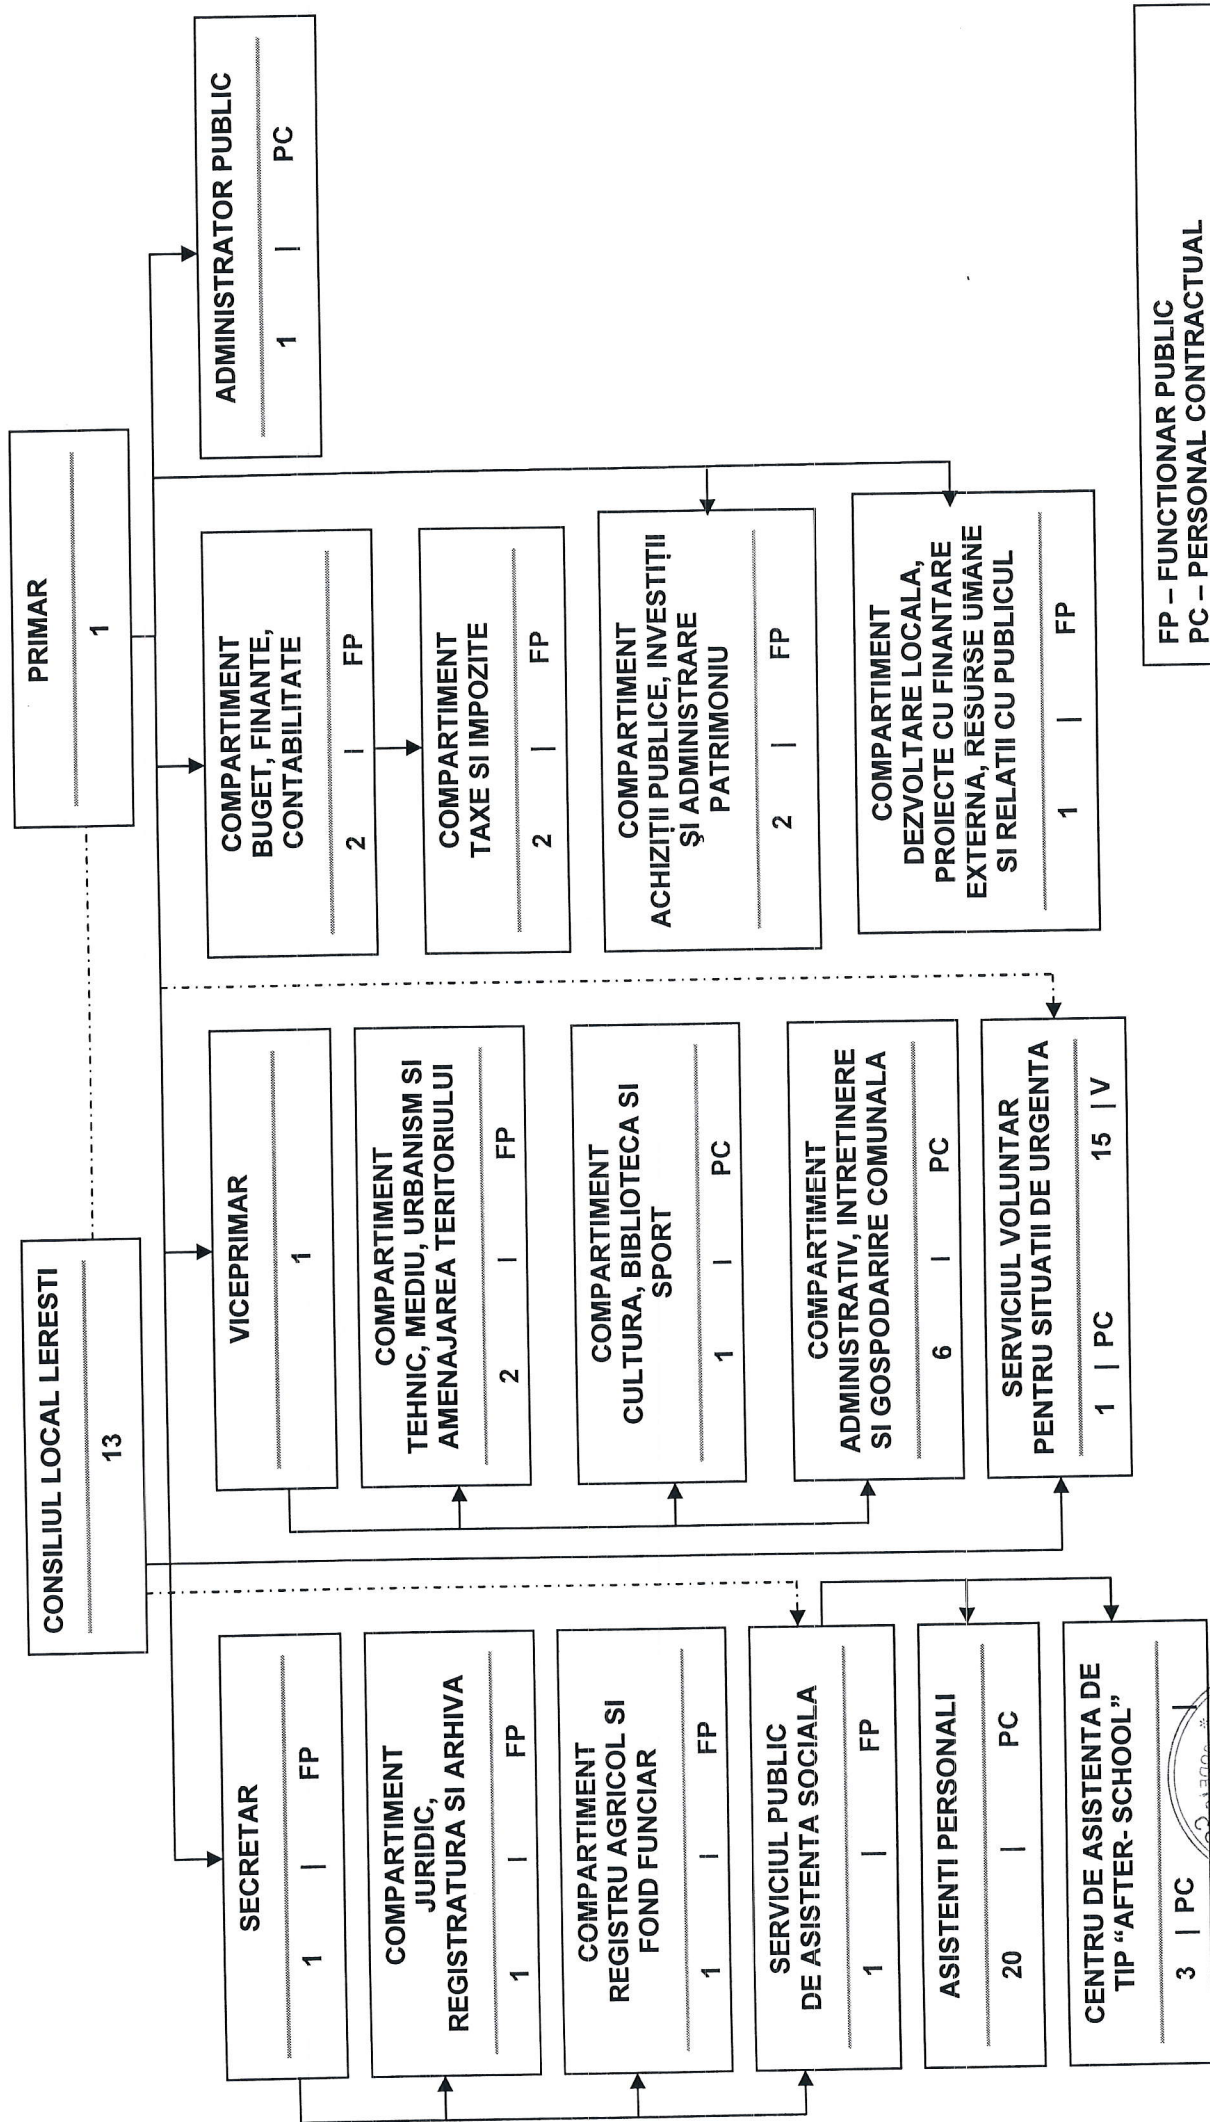 CONSILIUL LOCAL LERESTI
13
PRIMAR
1
ADMINISTRATOR PUBLIC
1 | PC
SECRETAR
1 | FP
COMPARTIMENT
JURIDIC,
REGISTRATURA SI ARHIVA
1 | FP
COMPARTIMENT
REGISTRU AGRICOL SI
FOND FUNCIAR
1 | FP
SERVICIUL PUBLIC
DE ASISTENTA SOCIALA
1 | FP
ASISTENTI PERSONALI
20 | PC
CENTRU DE ASISTENTA DE
TIP “AFTER- SCHOOL”
3 | PC |
VICEPRIMAR
1
COMPARTIMENT
TEHNIC, MEDIU, URBANISM SI
AMENAJAREA TERITORIULUI
2 | FP
COMPARTIMENT
CULTURA, BIBLIOTECA SI
SPORT
1 | PC
COMPARTIMENT
ADMINISTRATIV, INTRETINERE
SI GOSPODARIRE COMUNALA
6 | PC
SERVICIUL VOLUNTAR
PENTRU SITUATII DE URGENTA
1 | PC 15 | V
COMPARTIMENT
BUGET, FINANTE,
CONTABILITATE
2 | FP
COMPARTIMENT
TAXE SI IMPOZITE
2 | FP
COMPARTIMENT
ACHIZIȚII PUBLICE, INVESTIȚII
ŞI ADMINISTRARE
PATRIMONIU
2 | FP
COMPARTIMENT
DEZVOLTARE LOCALA,
PROIECTE CU FINANTARE
EXTERNA, RESURSE UMANE
SI RELATII CU PUBLICUL
1 | FP
FP – FUNCTIONAR PUBLIC
PC – PERSONAL CONTRACTUAL